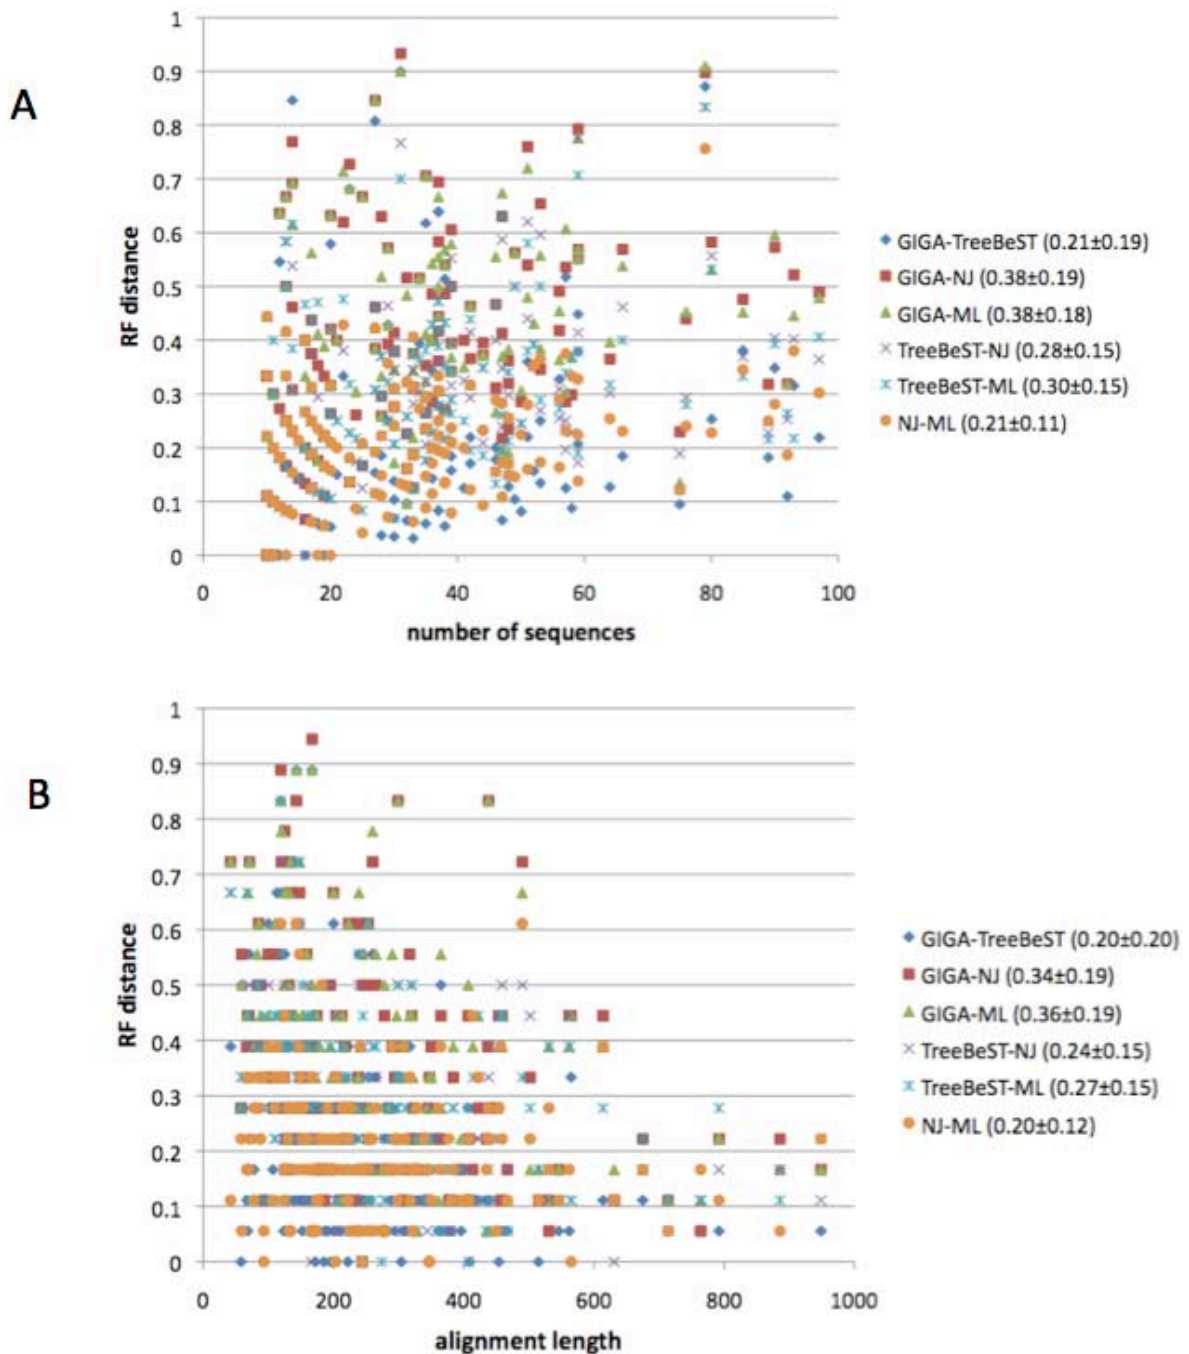 A
1
0.9
0.8
0.7
0.6
0.5
0.4
0.3
0.2
0.1
0
RF distance
0 20 40 60 80 100
number of sequences
GIGA-TreeBeST (0.21±0.19)
GIGA-NJ (0.38±0.19)
GIGA-ML (0.38±0.18)
TreeBeST-NJ (0.28±0.15)
TreeBeST-ML (0.30±0.15)
NJ-ML (0.21±0.11)
B
1
0.9
0.8
0.7
0.6
0.5
0.4
0.3
0.2
0.1
0
RF distance
0 200 400 600 800 1000
alignment length
GIGA-TreeBeST (0.20±0.20)
GIGA-NJ (0.34±0.19)
GIGA-ML (0.36±0.19)
TreeBeST-NJ (0.24±0.15)
TreeBeST-ML (0.27±0.15)
NJ-ML (0.20±0.12)